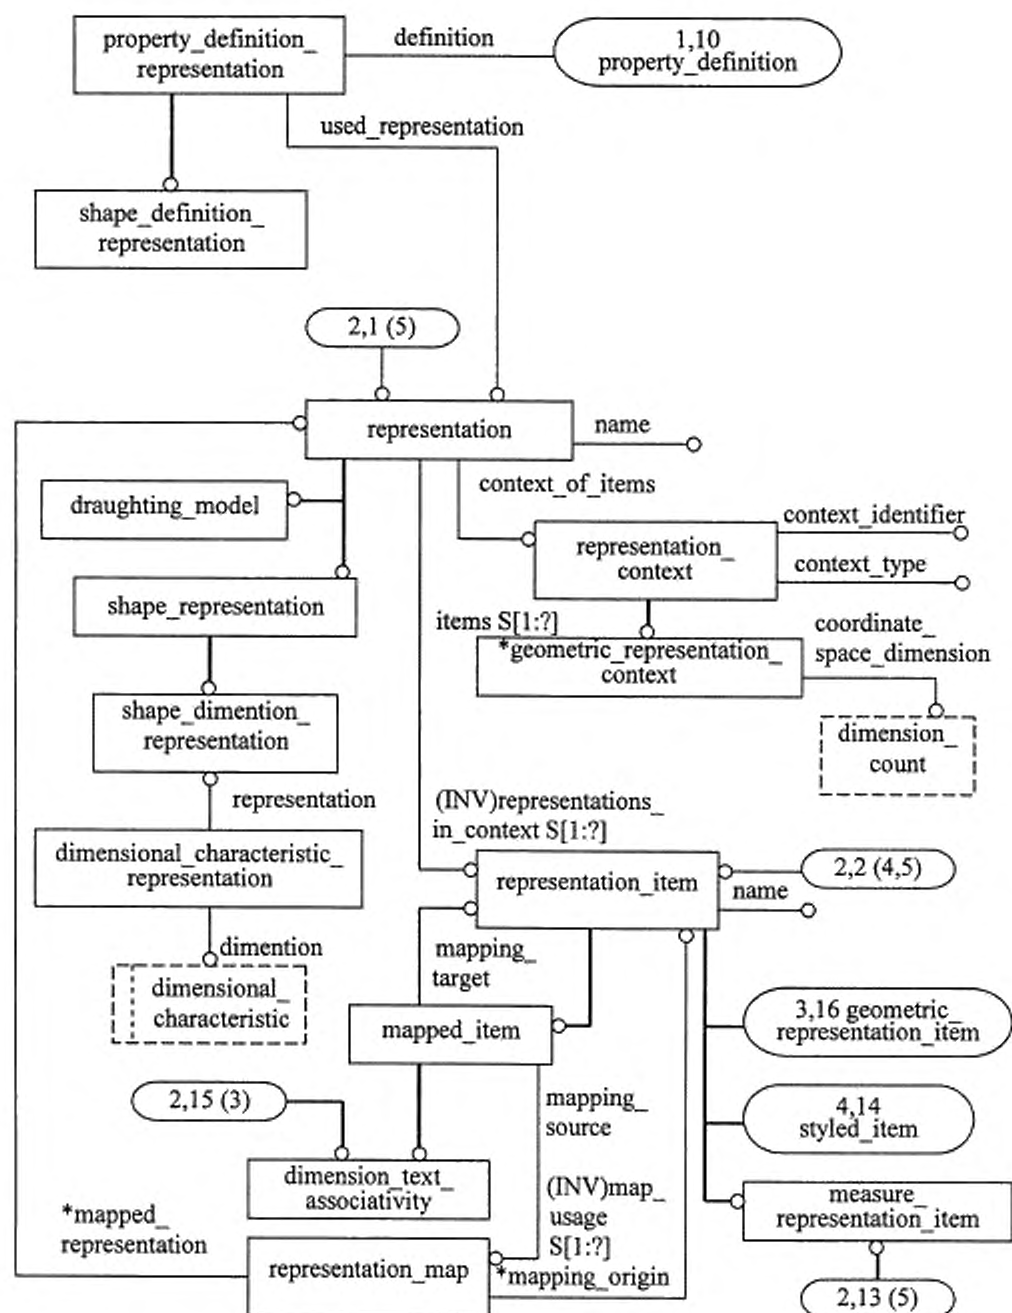 property_definition_
representation
definition
1,10
property_definition
used_representation
shape_definition_
representation
2,1 (5)
representation
name
draughting_model
context_of_items
representation_
context
context_identifier
context_type
shape_representation
items S[1:?]
*geometric_representation_
context
coordinate_
space_dimension
shape_dimention_
representation
dimension_
count
representation
(INV)representations_
in_context S[1:?]
dimensional_characteristic_
representation
representation_item
2,2 (4,5)
name
dimention
mapping_
target
dimensional_
characteristic
mapped_item
3,16 geometric_
representation_item
2,15 (3)
mapping_
source
4,14
styled_item
dimension_text_
associativity
(INV)map_
usage
S[1:?]
*mapping_origin
measure_
representation_item
*mapped_
representation
representation_map
2,13 (5)